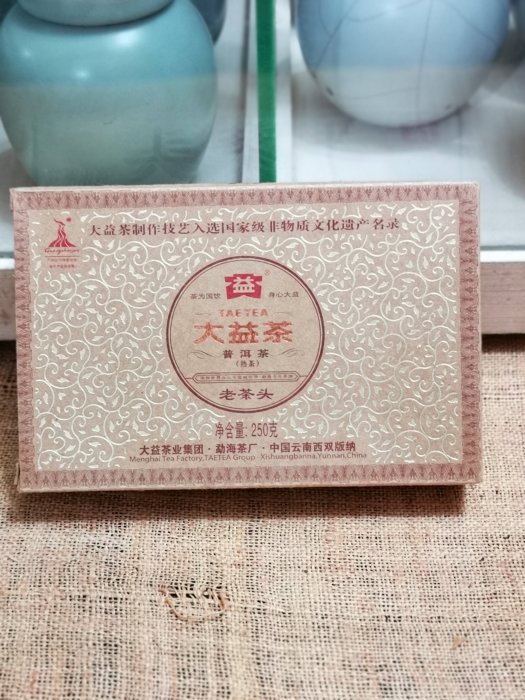 大益茶制作技艺入选国家级非物质文化遗产名录
Guangzhou 2010
茶为国饮 益 ® 身心大益
TAETEA
大益茶
普洱茶
(熟茶)
老茶头
净含量: 250克
大益茶业集团·勐海茶厂·中国云南西双版纳
Menghai Tea Factory,TAETEA Group·Xishuangbanna,Yunnan,China